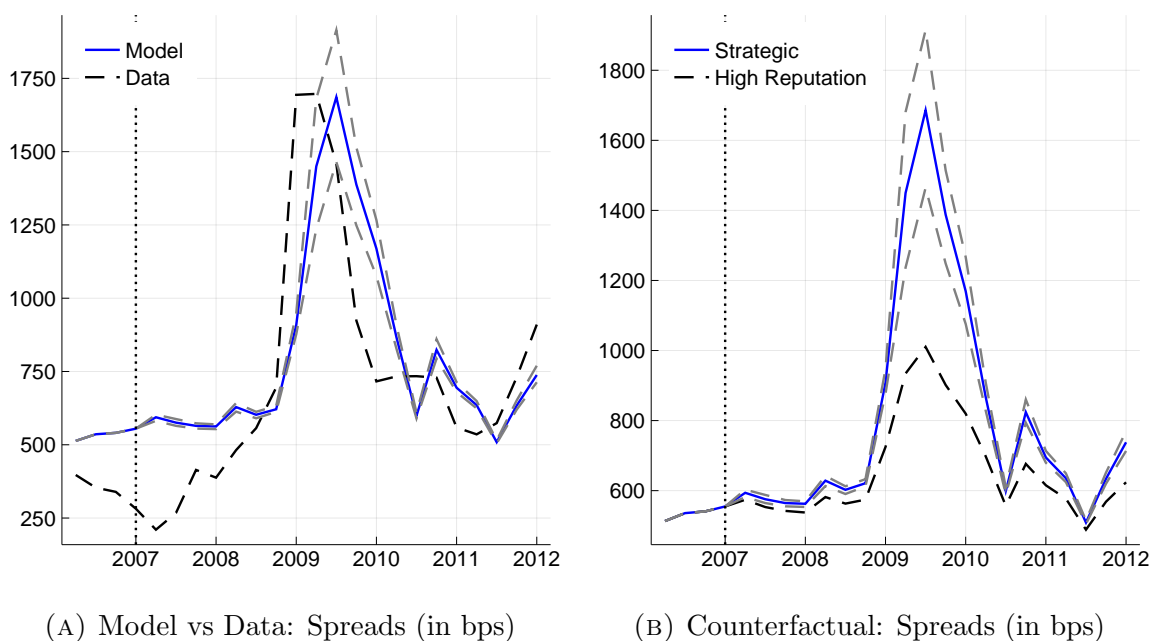 Model
Data
1750
1500
1250
1000
750
500
250
2007 2008 2009 2010 2011 2012
(A) Model vs Data: Spreads (in bps)
Strategic
High Reputation
1800
1600
1400
1200
1000
800
600
2007 2008 2009 2010 2011 2012
(B) Counterfactual: Spreads (in bps)